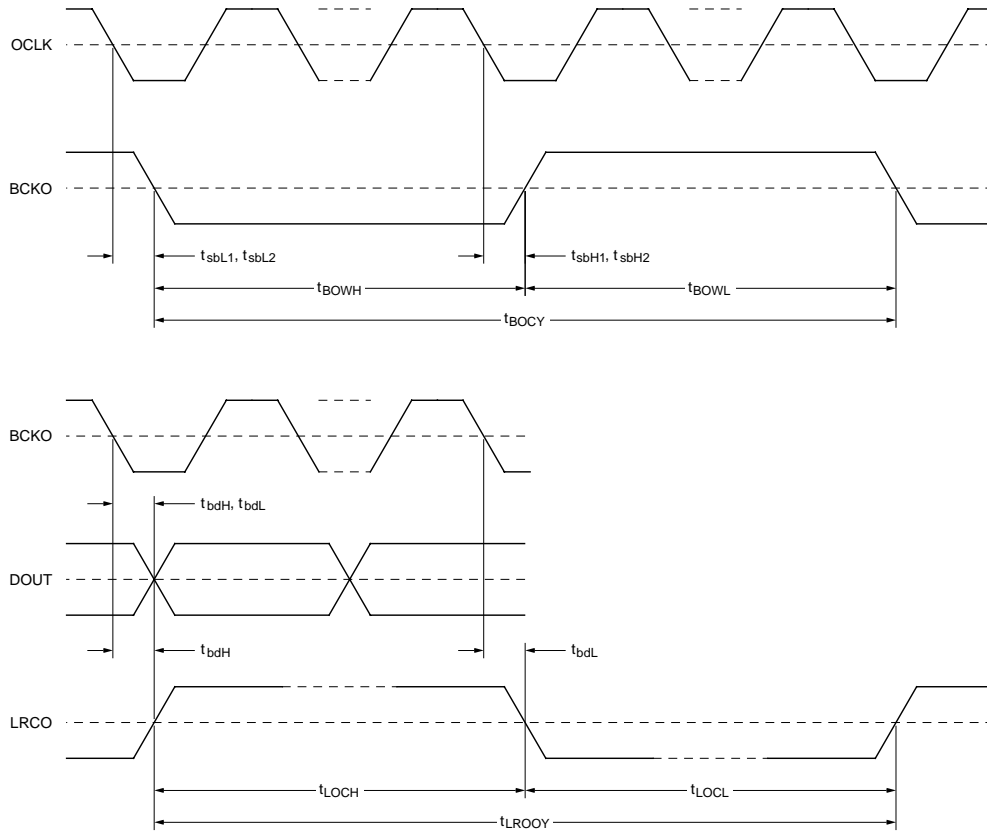 OCLK
BCKO
tsbL1, tsbL2
tsbH1, tsbH2
tBOWH
tBOWL
tBOCY
BCKO
tbdH, tbdL
DOUT
tbdH
tbdL
LRCO
tLOCH
tLOCL
tLROOY